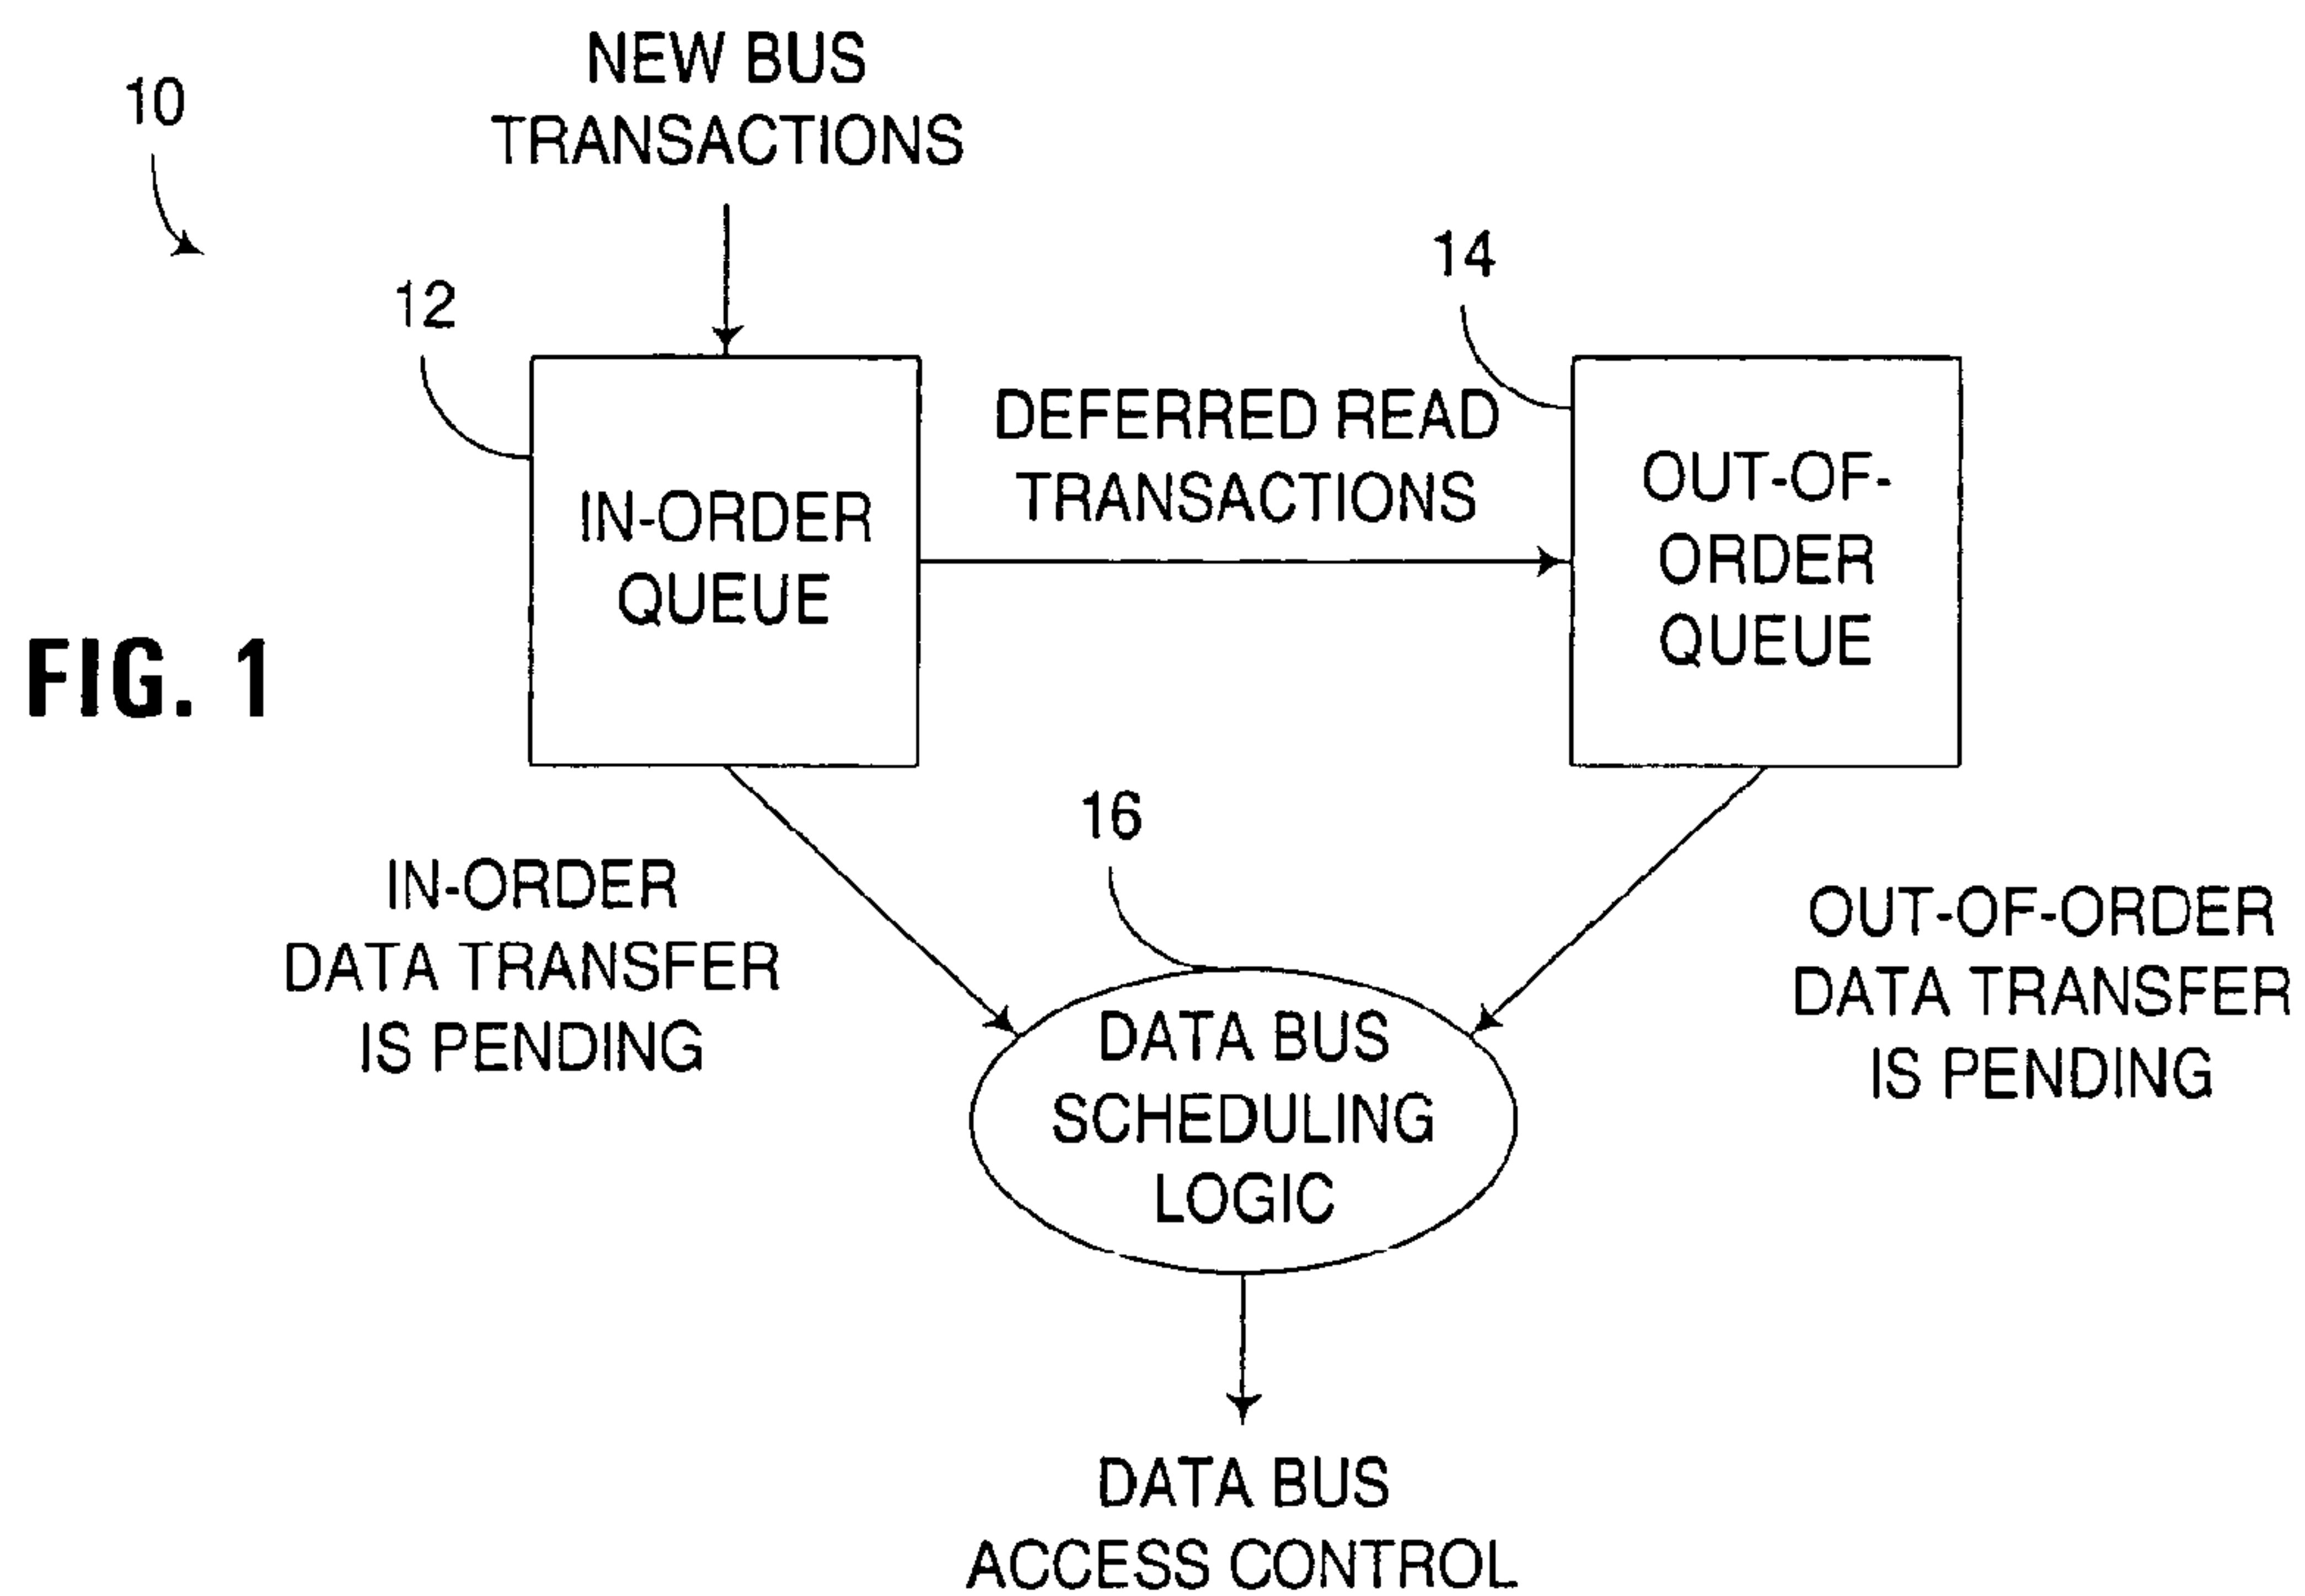 NEW BUS
TRANSACTIONS
10
12
14
IN-ORDER
QUEUE
DEFERRED READ
TRANSACTIONS
OUT-OF-
ORDER
QUEUE
FIG. 1
16
IN-ORDER
DATA TRANSFER
IS PENDING
OUT-OF-ORDER
DATA TRANSFER
IS PENDING
DATA BUS
SCHEDULING
LOGIC
DATA BUS
ACCESS CONTROL